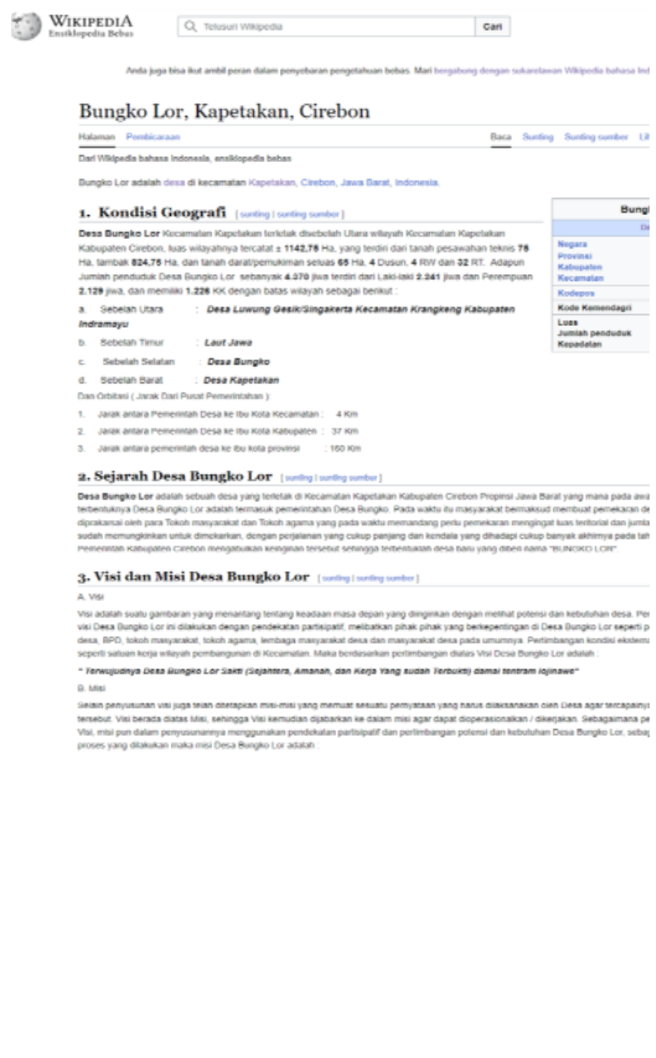 WIKIPEDIA
Ensiklopedia Bebas
Telusuri Wikipedia
Cari
Anda juga bisa ikut ambil peran dalam penyebaran pengetahuan bebas. Mari bergabung dengan sukarelawan Wikipedia bahasa Ind
Bungko Lor, Kapetakan, Cirebon
Halaman Pembicaraan
Baca Sunting Sunting sumber Lih
Dari Wikipedia bahasa Indonesia, ensiklopedia bebas
Bungko Lor adalah desa di kecamatan Kapetakan, Cirebon, Jawa Barat, Indonesia.
1. Kondisi Geografi [ sunting | sunting sumber ]
Desa Bungko Lor Kecamatan Kapetakan terletak disebelah Utara wilayah Kecamatan Kapetakan
Kabupaten Cirebon, luas wilayahnya tercatat ± 1142,75 Ha, yang terdiri dari tanah pesawahan teknis 75
Ha, tambak 824,75 Ha, dan tanah darat/pemukiman seluas 65 Ha, 4 Dusun, 4 RW dan 32 RT. Adapun
Jumlah penduduk Desa Bungko Lor sebanyak 4.370 jiwa terdiri dari Laki-laki 2.241 jiwa dan Perempuan
2.129 jiwa, dan memiliki 1.226 KK dengan batas wilayah sebagai berikut :
a. Sebelah Utara : Desa Luwung Gesik/Singakerta Kecamatan Krangkeng Kabupaten
Indramayu
b. Sebelah Timur : Laut Jawa
c. Sebelah Selatan : Desa Bungko
d. Sebelah Barat : Desa Kapetakan
Dan Orbitasi ( Jarak Dari Pusat Pemerintahan )
1. Jarak antara Pemerintah Desa ke Ibu Kota Kecamatan : 4 Km
2. Jarak antara Pemerintah Desa ke Ibu Kota Kabupaten : 37 Km
3. Jarak antara pemerintah desa ke ibu kota provinsi : 160 Km
Bungk
De
Negara
Provinsi
Kabupaten
Kecamatan
Kodepos
Kode Kemendagri
Luas
Jumlah penduduk
Kepadatan
2. Sejarah Desa Bungko Lor [ sunting | sunting sumber ]
Desa Bungko Lor adalah sebuah desa yang terletak di Kecamatan Kapetakan Kabupaten Cirebon Propinsi Jawa Barat yang mana pada awa
terbentuknya Desa Bungko Lor adalah termasuk pemerintahan Desa Bungko. Pada waktu itu masyarakat bermaksud membuat pemekaran de
diprakarsai oleh para Tokoh masyarakat dan Tokoh agama yang pada waktu memandang perlu pemekaran mengingat luas teritorial dan jumla
sudah memungkinkan untuk dimekarkan, dengan perjalanan yang cukup panjang dan kendala yang dihadapi cukup banyak akhirnya pada tah
Pemerintah Kabupaten Cirebon mengabulkan keinginan tersebut sehingga terbentuklah desa baru yang diberi nama "BUNGKO LOR".
3. Visi dan Misi Desa Bungko Lor [ sunting | sunting sumber ]
A. Visi
Visi adalah suatu gambaran yang menantang tentang keadaan masa depan yang diinginkan dengan melihat potensi dan kebutuhan desa. Pen
visi Desa Bungko Lor ini dilakukan dengan pendekatan partisipatif, melibatkan pihak pihak yang berkepentingan di Desa Bungko Lor seperti p
desa, BPD, tokoh masyarakat, tokoh agama, lembaga masyarakat desa dan masyarakat desa pada umumnya. Pertimbangan kondisi eksterna
seperti satuan kerja wilayah pembangunan di Kecamatan. Maka berdasarkan pertimbangan diatas Visi Desa Bungko Lor adalah :
" Terwujudnya Desa Bungko Lor Sakti (Sejahtera, Amanah, dan Kerja Yang sudah Terbukti) damai tentram lojinawe"
B. Misi
Selain penyusunan visi juga telah ditetapkan misi-misi yang memuat sesuatu pernyataan yang harus dilaksanakan oleh Desa agar tercapainy
tersebut. Visi berada diatas Misi, sehingga Visi kemudian dijabarkan ke dalam misi agar dapat dioperasionalkan / dikerjakan. Sebagaimana pe
Visi, misi pun dalam penyusunannya menggunakan pendekatan partisipatif dan pertimbangan potensi dan kebutuhan Desa Bungko Lor, sebag
proses yang dilakukan maka misi Desa Bungko Lor adalah :